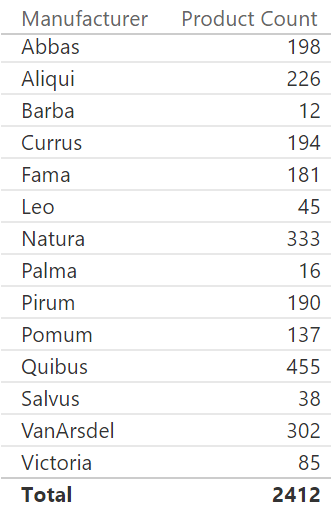 Manufacturer Product Count
Abbas 198
Aliqui 226
Barba 12
Currus 194
Fama 181
Leo 45
Natura 333
Palma 16
Pirum 190
Pomum 137
Quibus 455
Salvus 38
VanArsdel 302
Victoria 85
Total 2412